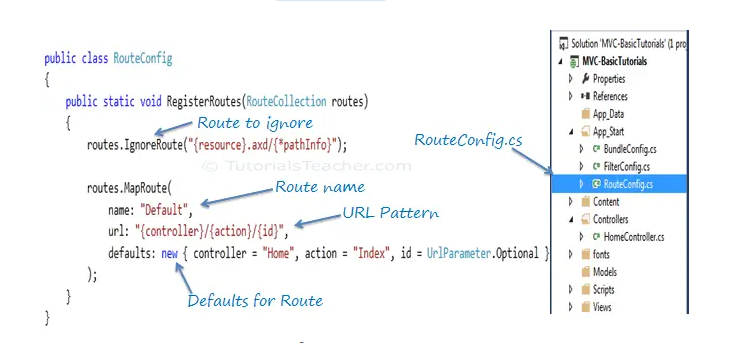 public class RouteConfig
{
public static void RegisterRoutes(RouteCollection routes)
{
Route to ignore
routes.IgnoreRoute("{resource}.axd/{*pathInfo}");
© TutorialsTeacher.com
routes.MapRoute(
Route name
name: "Default",
URL Pattern
url: "{controller}/{action}/{id}",
defaults: new { controller = "Home", action = "Index", id = UrlParameter.Optional }
);
Defaults for Route
}
}
RouteConfig.cs
Solution 'MVC-BasicTutorials' (1 pro
MVC-BasicTutorials
Properties
References
App_Data
App_Start
BundleConfig.cs
FilterConfig.cs
RouteConfig.cs
Content
Controllers
HomeController.cs
fonts
Models
Scripts
Views